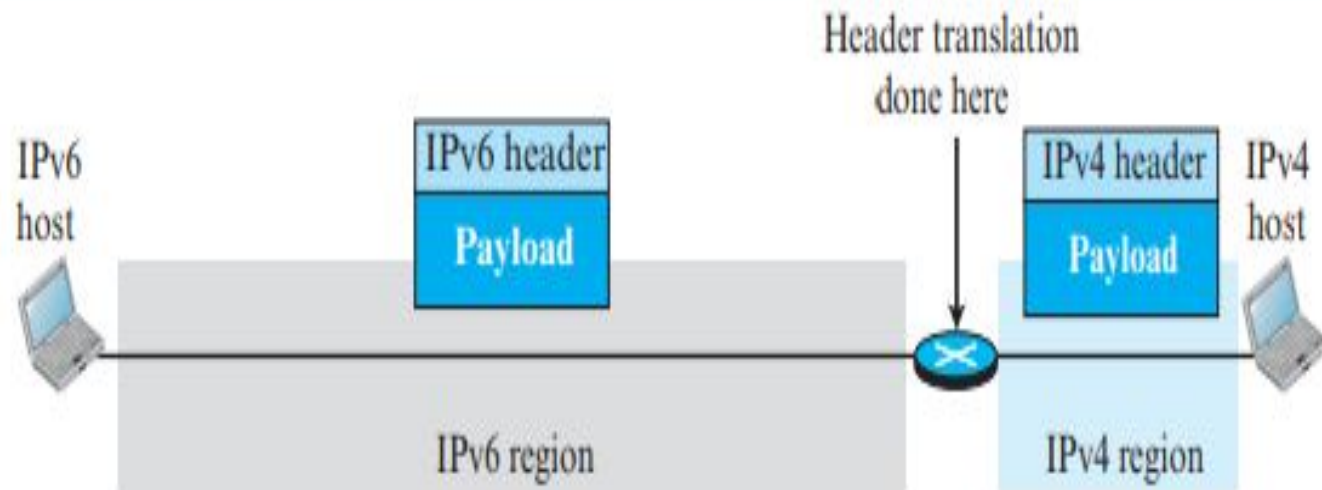 Header translation
done here
IPv6
host
IPv6 header
Payload
IPv4 header
Payload
IPv4
host
IPv6 region
IPv4 region